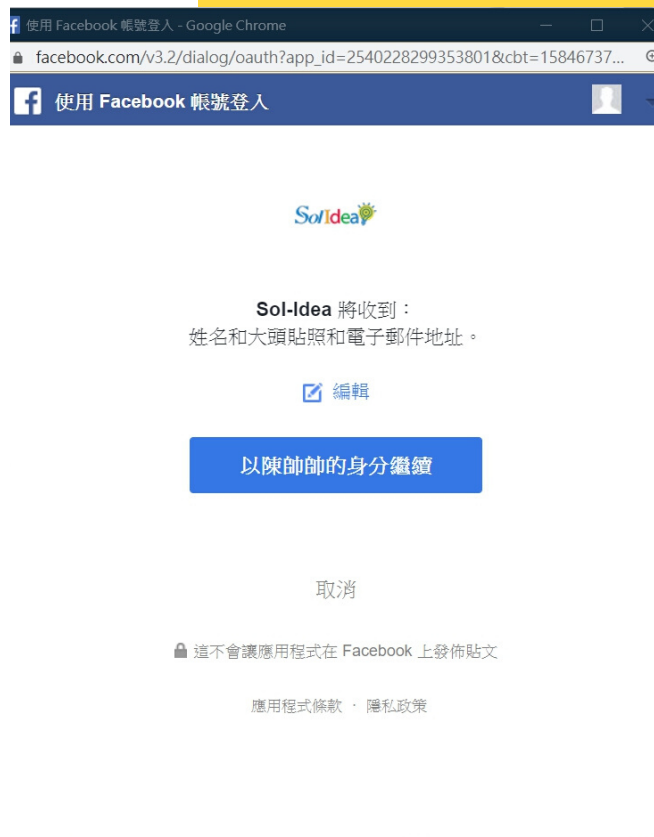 使用 Facebook 帳號登入 - Google Chrome
facebook.com/v3.2/dialog/oauth?app_id=2540228299353801&cbt=15846737...
使用 Facebook 帳號登入
SolIdea
Sol-Idea 將收到：
姓名和大頭貼照和電子郵件地址。
編輯
以陳帥帥的身分繼續
取消
這不會讓應用程式在 Facebook 上發佈貼文
應用程式條款 · 隱私政策